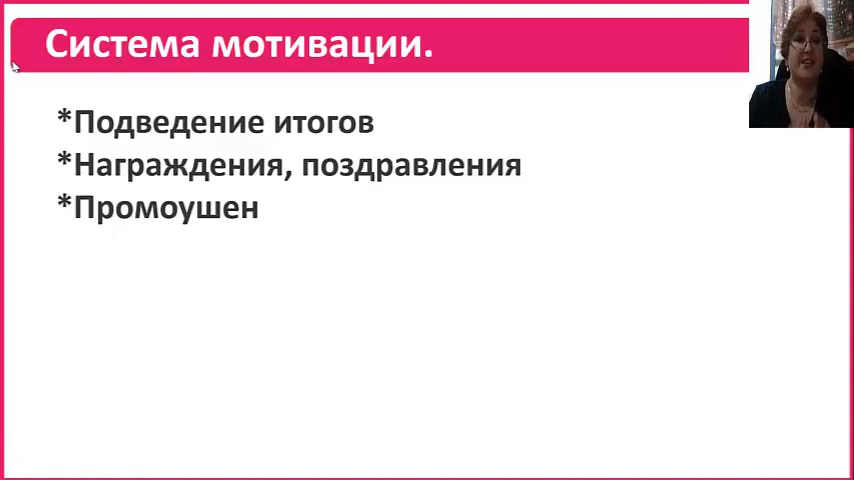 Система мотивации.
*Подведение итогов
*Награждения, поздравления
*Промоушен